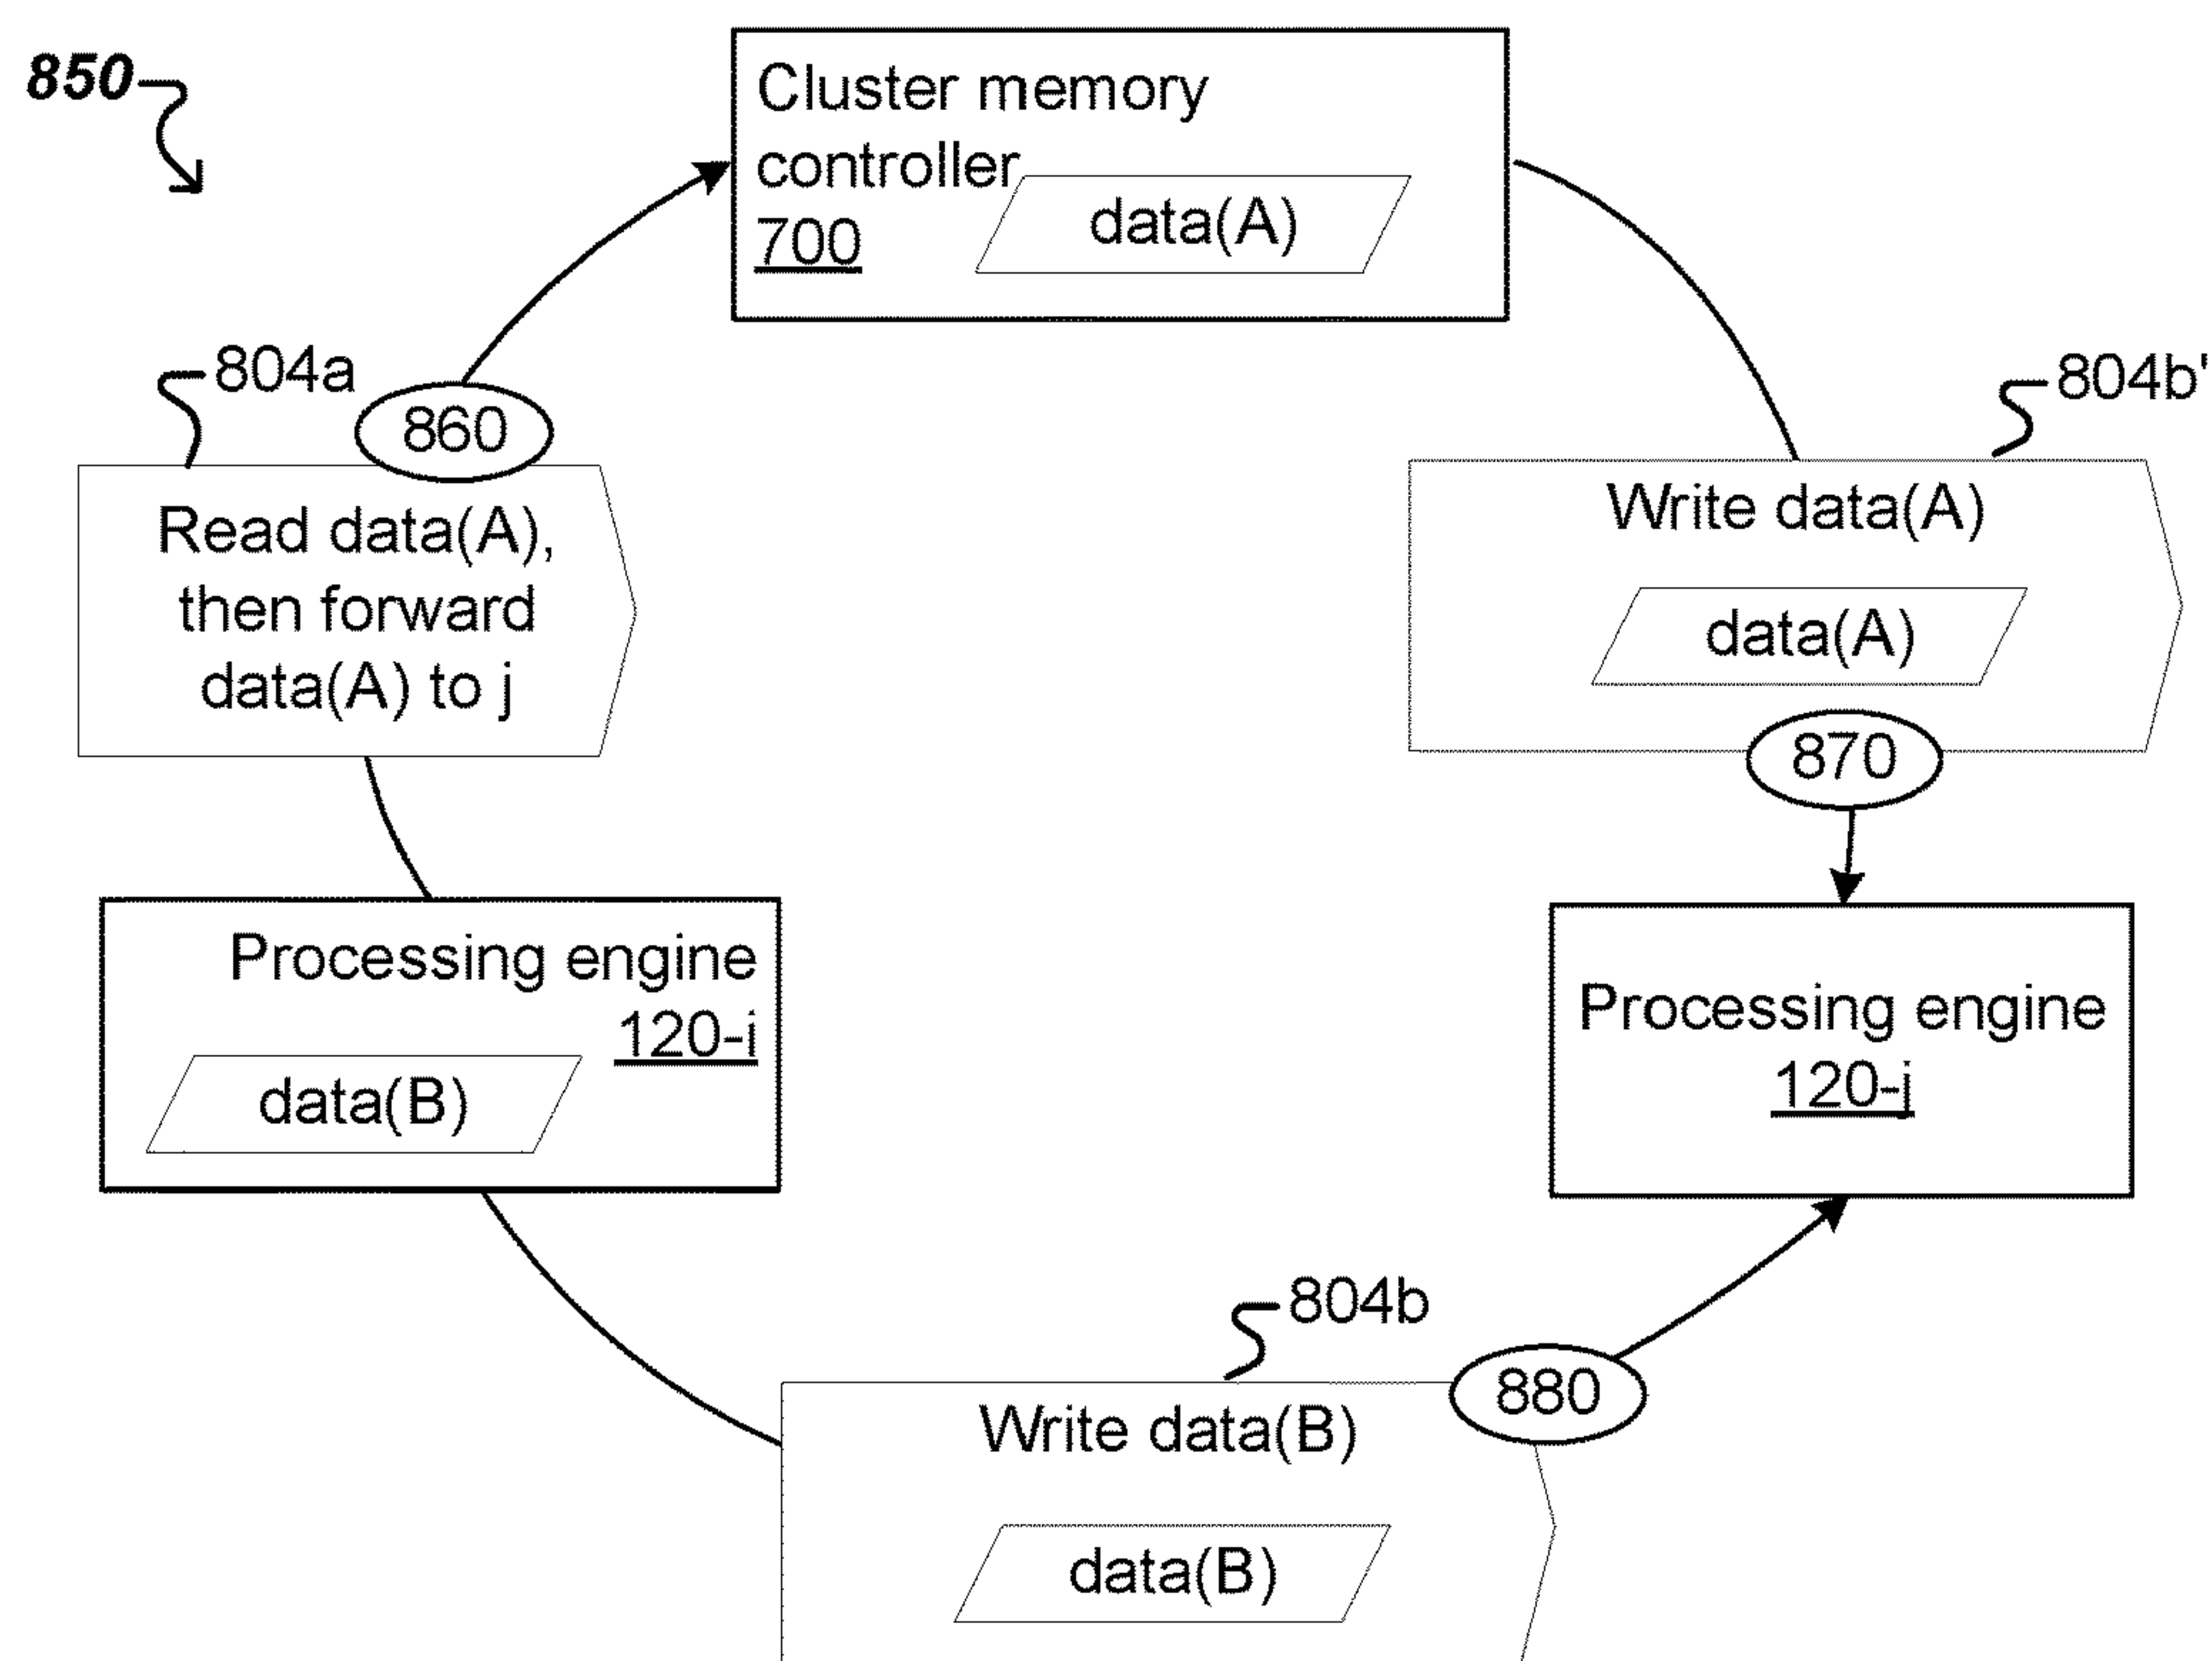 850
Cluster memory
controller
700
data(A)
804a
860
Read data(A),
then forward
data(A) to j
804b'
Write data(A)
data(A)
870
Processing engine
120-i
data(B)
Processing engine
120-j
804b
880
Write data(B)
data(B)